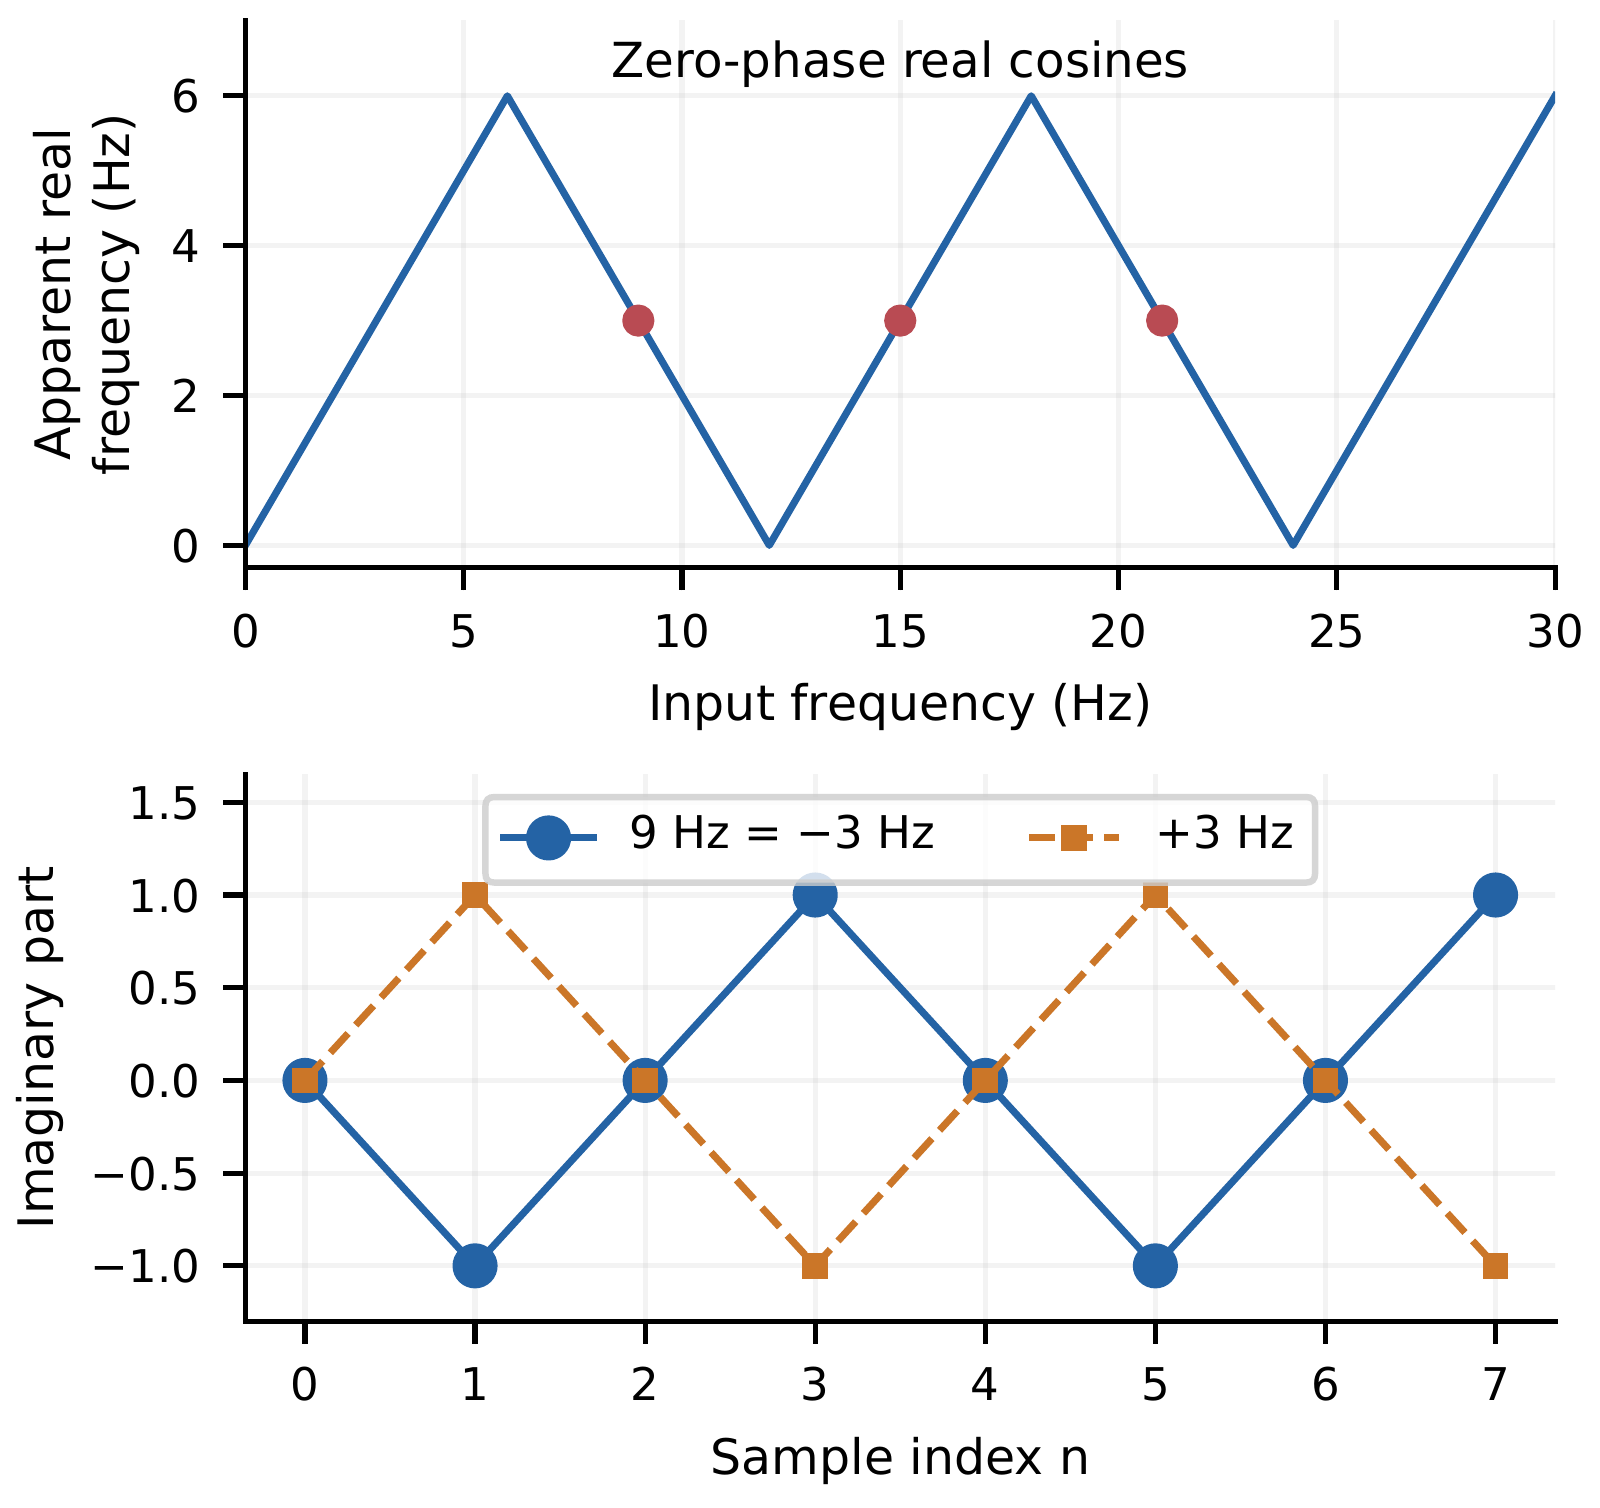 Zero-phase real cosines
Apparent real
frequency (Hz)
6
4
2
0
0 5 10 15 20 25 30
Input frequency (Hz)
9 Hz = −3 Hz +3 Hz
Imaginary part
1.5
1.0
0.5
0.0
−0.5
−1.0
0 1 2 3 4 5 6 7
Sample index n